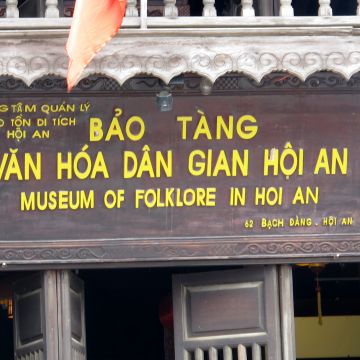 TÂM QUẢN LÝ
TỒN DI TÍCH
HỘI AN
BẢO TÀNG
VĂN HÓA DÂN GIAN HỘI AN
MUSEUM OF FOLKLORE IN HOI AN
62 BẠCH ĐẰNG . HỘI AN